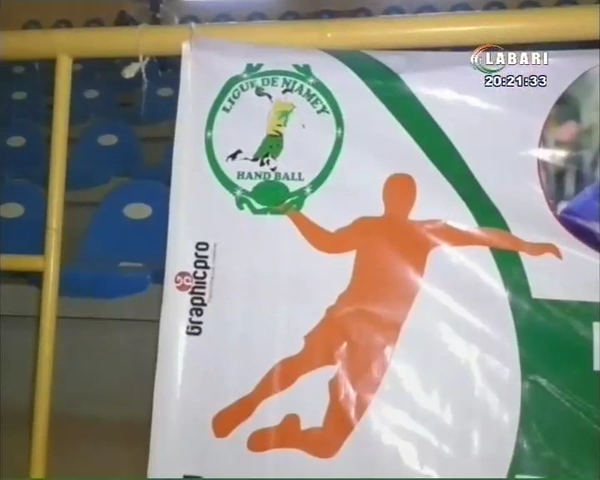 LABARI
20:21:33
LIGUE DE NIAMEY
HAND BALL
Graphicpro